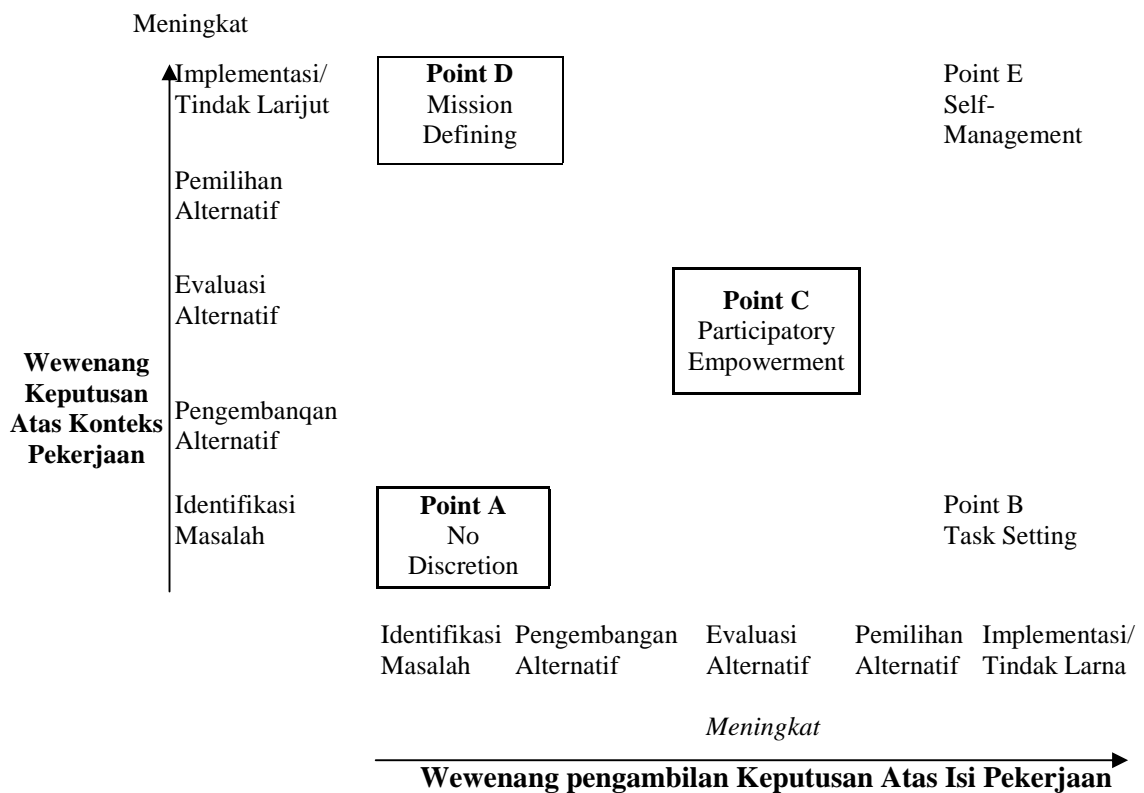 Meningkat
Implementasi/
Tindak Larijut
Point D
Mission
Defining
Point E
Self-
Management
Pemilihan
Alternatif
Evaluasi
Alternatif
Point C
Participatory
Empowerment
Wewenang
Keputusan
Atas Konteks
Pekerjaan
Pengembanqan
Alternatif
Identifikasi
Masalah
Point A
No
Discretion
Point B
Task Setting
Identifikasi
Masalah
Pengembangan
Alternatif
Evaluasi
Alternatif
Pemilihan
Alternatif
Implementasi/
Tindak Larna
Meningkat
Wewenang pengambilan Keputusan Atas Isi Pekerjaan